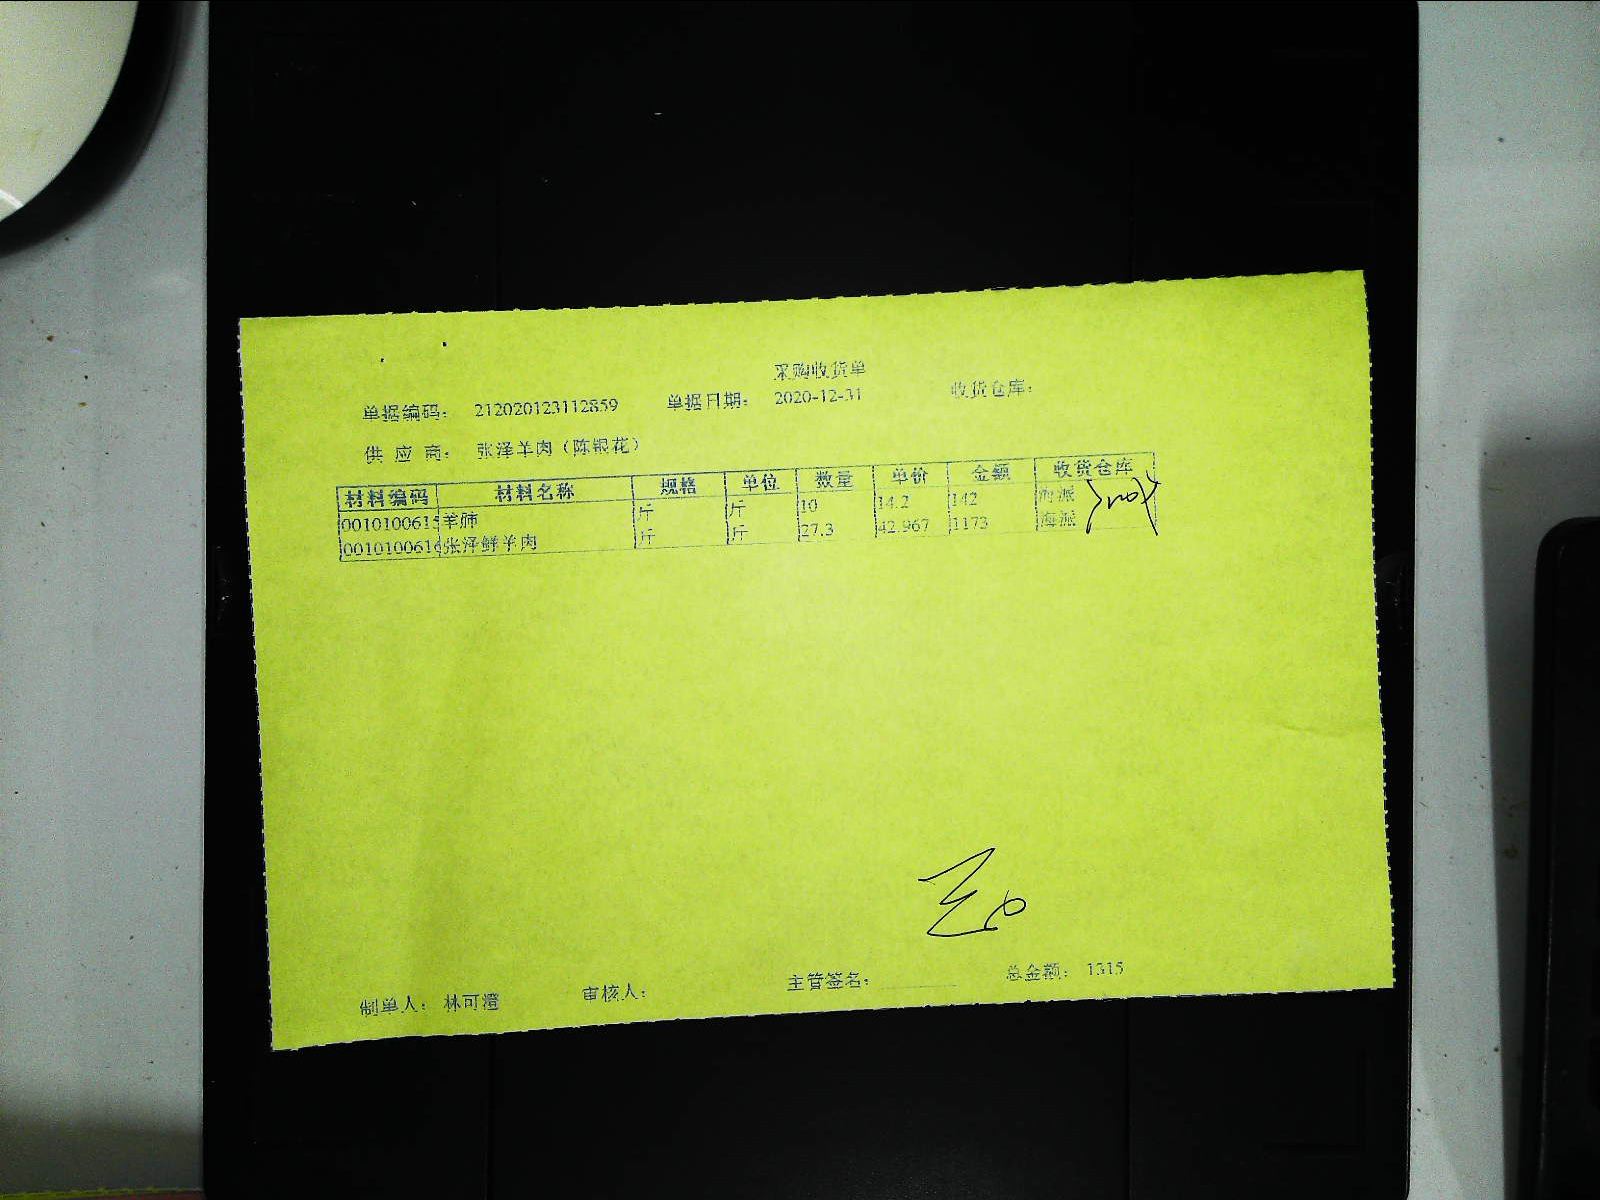 采购收货单
单据编码： 212020123112859 单据日期： 2020-12-31 收货仓库：
供 应 商： 张泽羊肉（陈银花）
材料编码 材料名称 规格 单位 数量 单价 金额 收货仓库
0010100615 羊肺 斤 斤 10 14.2 142 海派
0010100616 张泽鲜羊肉 斤 斤 27.3 42.967 1173 海派
制单人： 林可澄 审核人： 主管签名： 总金额： 1315